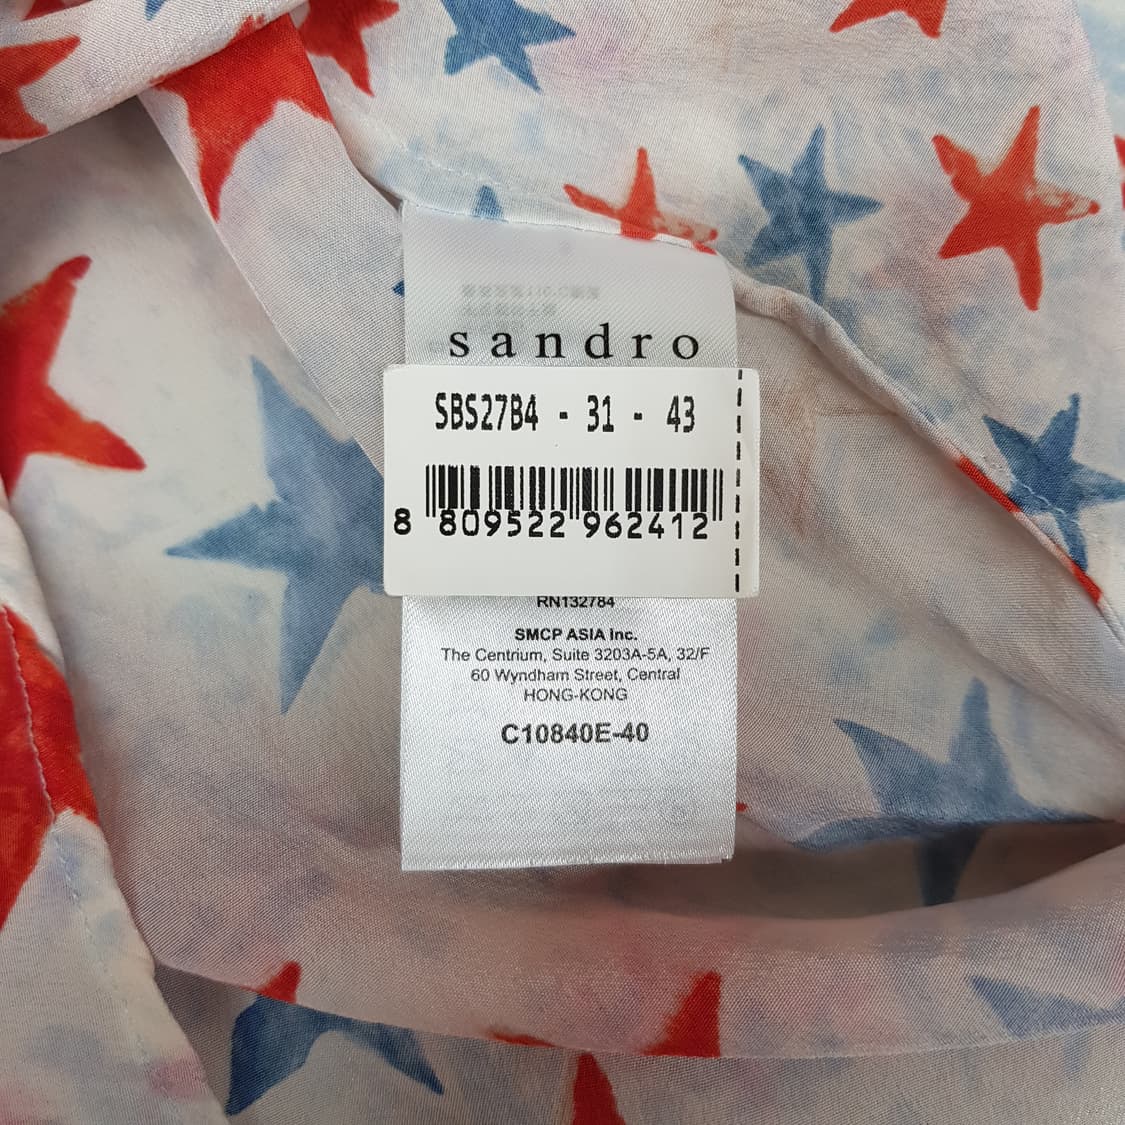 sandro
SBS27B4 - 31 - 43
8 809522 962412
RN132784
SMCP ASIA Inc.
The Centrium, Suite 3203A-5A, 32/F
60 Wyndham Street, Central
HONG-KONG
C10840E-40